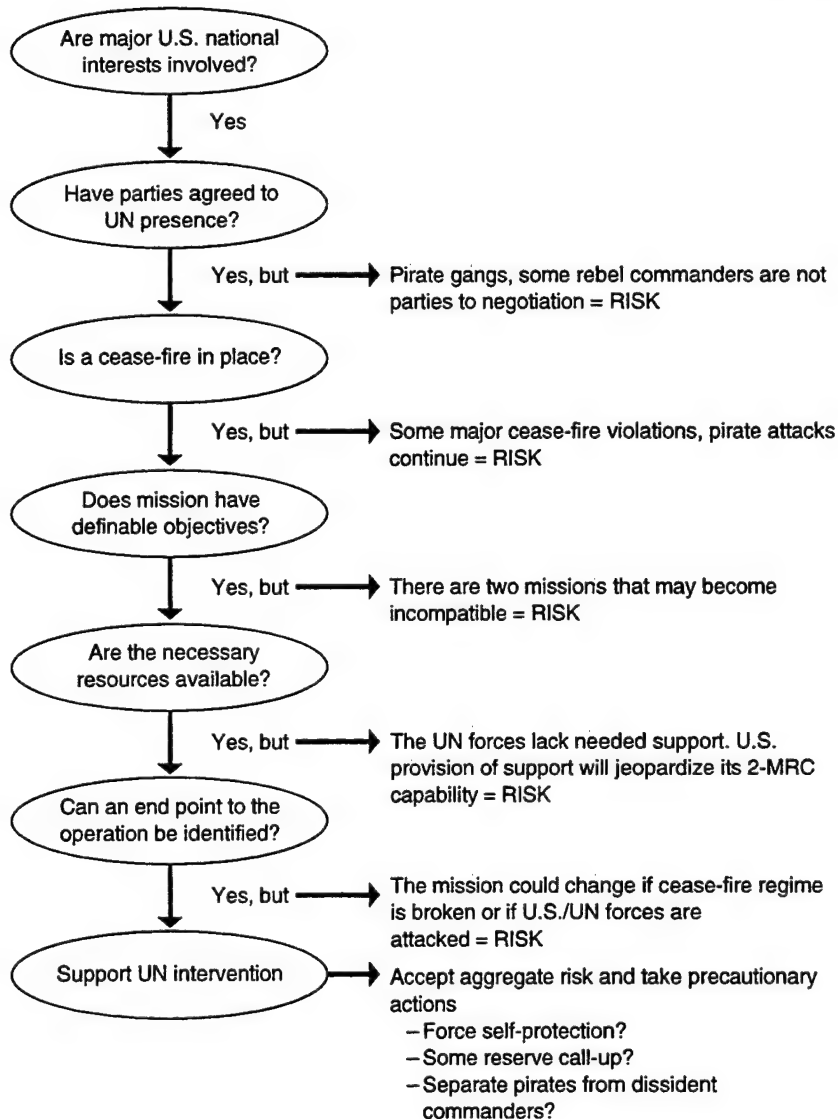 Are major U.S. national
interests involved?
Yes
Have parties agreed to
UN presence?
Yes, but
Pirate gangs, some rebel commanders are not
parties to negotiation = RISK
Is a cease-fire in place?
Yes, but
Some major cease-fire violations, pirate attacks
continue = RISK
Does mission have
definable objectives?
Yes, but
There are two missions that may become
incompatible = RISK
Are the necessary
resources available?
Yes, but
The UN forces lack needed support. U.S.
provision of support will jeopardize its 2-MRC
capability = RISK
Can an end point to the
operation be identified?
Yes, but
The mission could change if cease-fire regime
is broken or if U.S./UN forces are
attacked = RISK
Support UN intervention
Accept aggregate risk and take precautionary
actions
–Force self-protection?
–Some reserve call-up?
–Separate pirates from dissident
commanders?